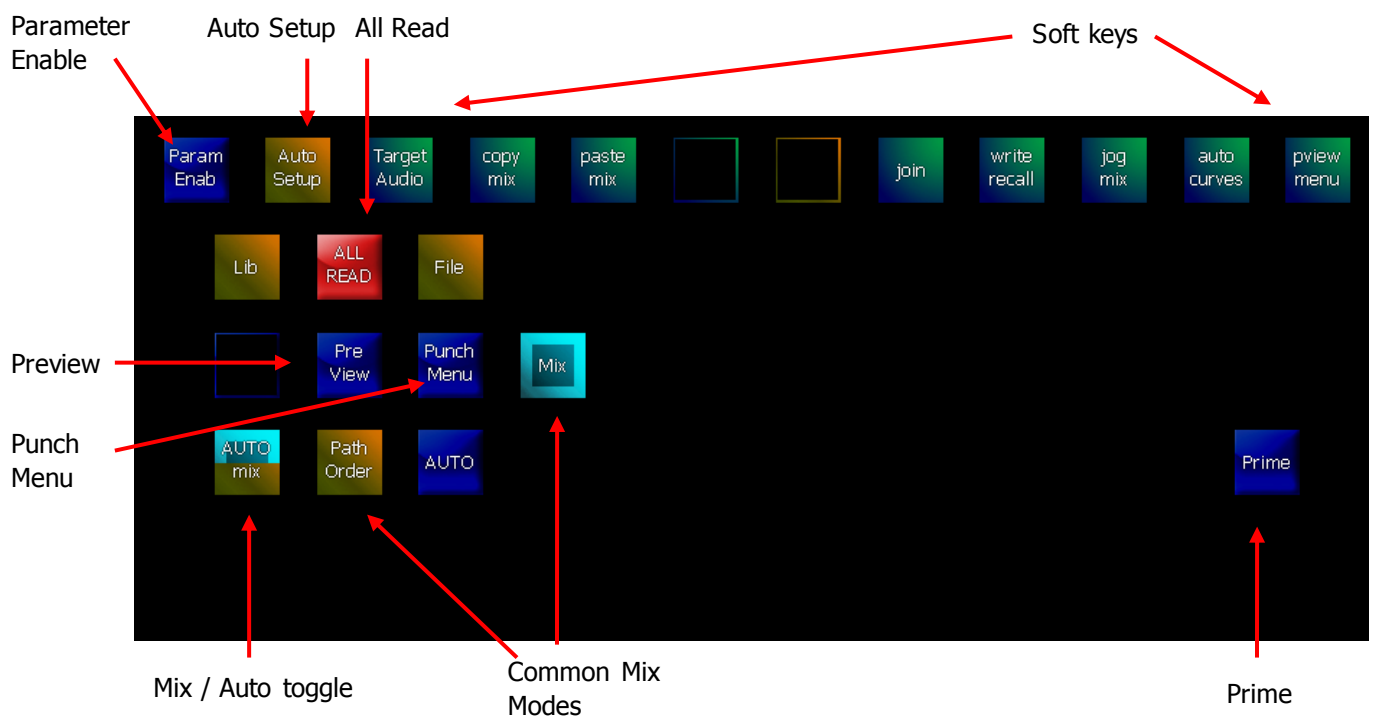 Parameter
Enable
Auto Setup
All Read
Soft keys
Param
Enab
Auto
Setup
Target
Audio
copy
mix
paste
mix
join
write
recall
jog
mix
auto
curves
pview
menu
Lib
ALL
READ
File
Preview
Pre
View
Punch
Menu
Mix
Punch
Menu
AUTO
mix
Path
Order
AUTO
Prime
Mix / Auto toggle
Common Mix
Modes
Prime